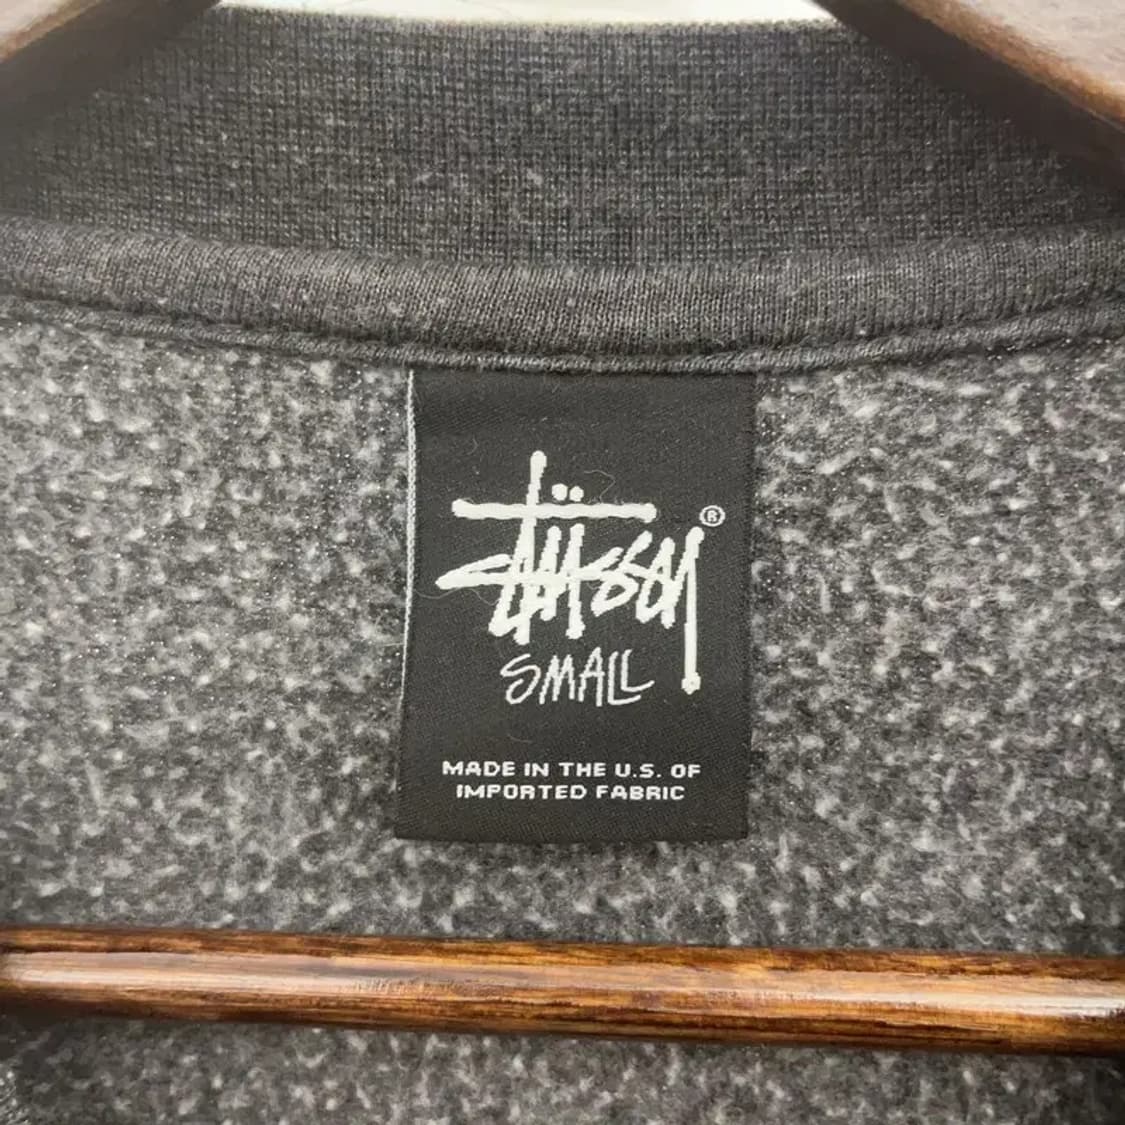 Stüssy ®
SMALL
MADE IN THE U.S. OF
IMPORTED FABRIC